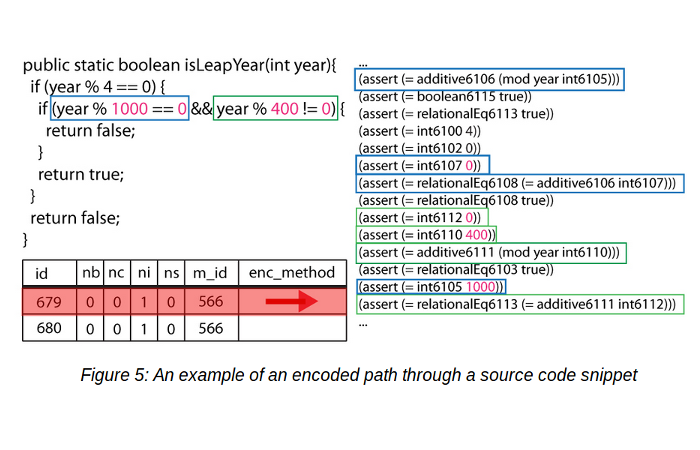 public static boolean isLeapYear(int year){
if (year % 4 == 0) {
if (year % 1000 == 0 && year % 400 != 0) {
return false;
}
return true;
}
return false;
}
id nb nc ni ns m_id enc_method
679 0 0 1 0 566
680 0 0 1 0 566
...
(assert (= additive6106 (mod year int6105)))
(assert (= boolean6115 true))
(assert (= relationalEq6113 true))
(assert (= int6100 4))
(assert (= int6102 0))
(assert (= int6107 0))
(assert (= relationalEq6108 (= additive6106 int6107)))
(assert (= relationalEq6108 true))
(assert (= int6112 0))
(assert (= int6110 400))
(assert (= additive6111 (mod year int6110)))
(assert (= relationalEq6103 true))
(assert (= int6105 1000))
(assert (= relationalEq6113 (= additive6111 int6112)))
...
Figure 5: An example of an encoded path through a source code snippet